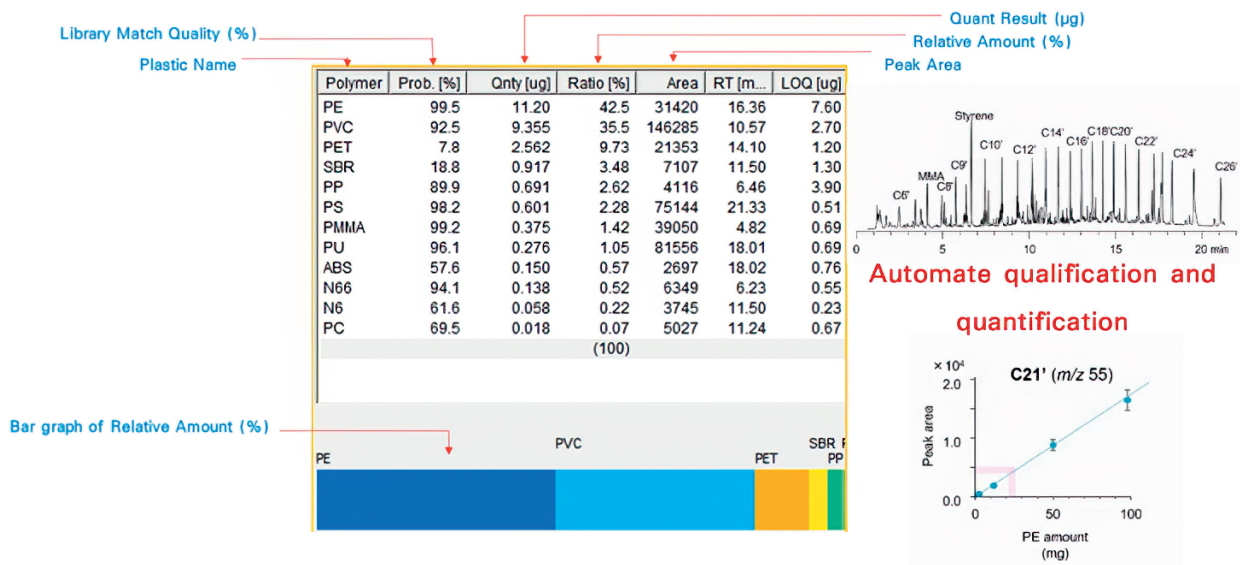 Library Match Quality (%)
Plastic Name
Quant Result (µg)
Relative Amount (%)
Peak Area
Polymer Prob. [%] Qnty [ug] Ratio [%] Area RT [m... LOQ [ug]
PE 99.5 11.20 42.5 31420 16.36 7.60
PVC 92.5 9.355 35.5 146285 10.57 2.70
PET 7.8 2.562 9.73 21353 14.10 1.20
SBR 18.8 0.917 3.48 7107 11.50 1.30
PP 89.9 0.691 2.62 4116 6.46 3.90
PS 98.2 0.601 2.28 75144 21.33 0.51
PMMA 99.2 0.375 1.42 39050 4.82 0.69
PU 96.1 0.276 1.05 81556 18.01 0.69
ABS 57.6 0.150 0.57 2697 18.02 0.76
N66 94.1 0.138 0.52 6349 6.23 0.55
N6 61.6 0.058 0.22 3745 11.50 0.23
PC 69.5 0.018 0.07 5027 11.24 0.67
(100)
Bar graph of Relative Amount (%)
PE PVC PET SBR PP
Styrene
C6' MMA C8' C9' C10' C12' C14' C16' C18' C20' C22' C24' C26'
0 5 10 15 20 min
Automate qualification and
quantification
× 10⁴
C21' (m/z 55)
2.0
1.0
0.0
Peak area
0 50 100
PE amount
(mg)